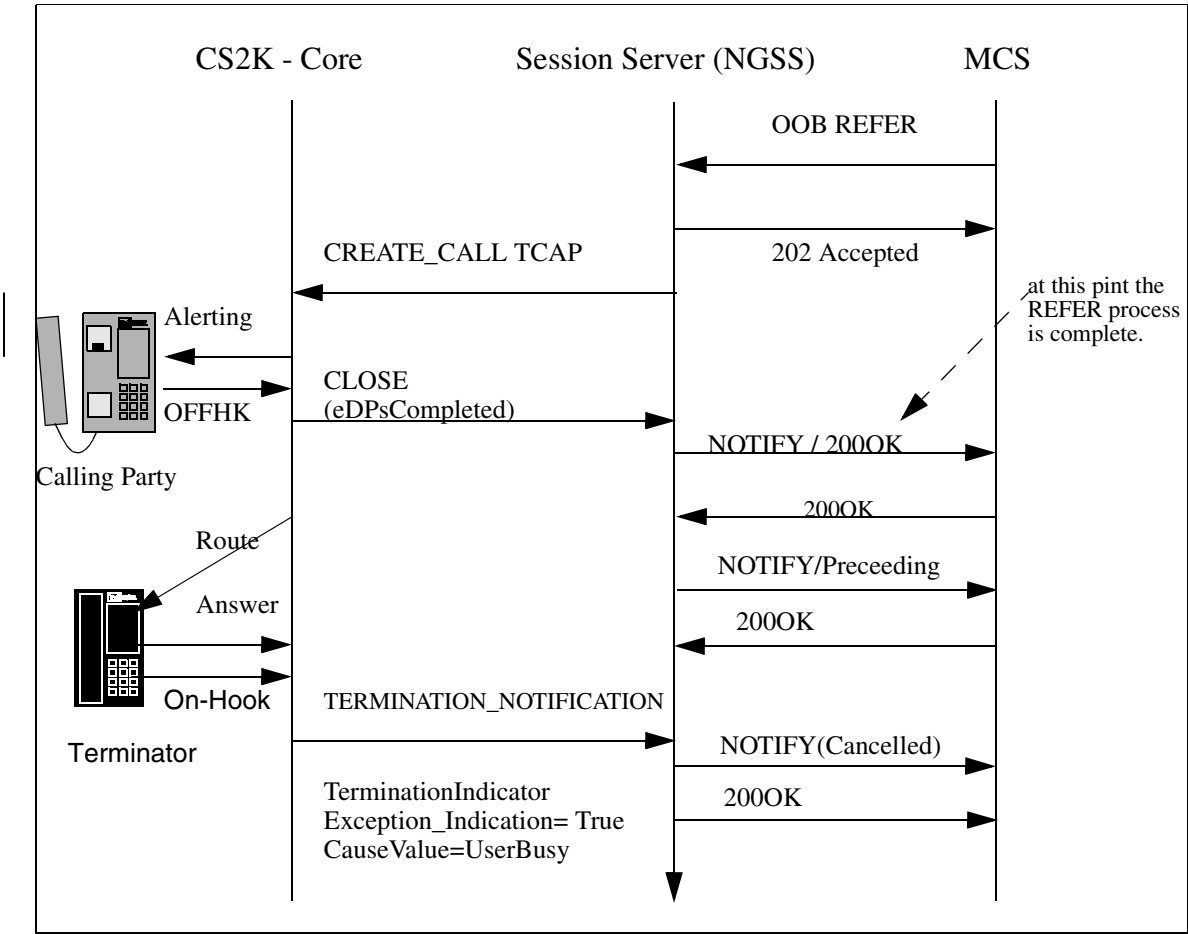 CS2K - Core
Session Server (NGSS)
MCS
OOB REFER
CREATE_CALL TCAP
202 Accepted
at this pint the
REFER process
is complete.
Alerting
CLOSE
(eDPsCompleted)
OFFHK
NOTIFY / 200OK
Calling Party
200OK
Route
NOTIFY/Preceeding
Answer
200OK
On-Hook
TERMINATION_NOTIFICATION
Terminator
NOTIFY(Cancelled)
TerminationIndicator
Exception_Indication= True
CauseValue=UserBusy
200OK